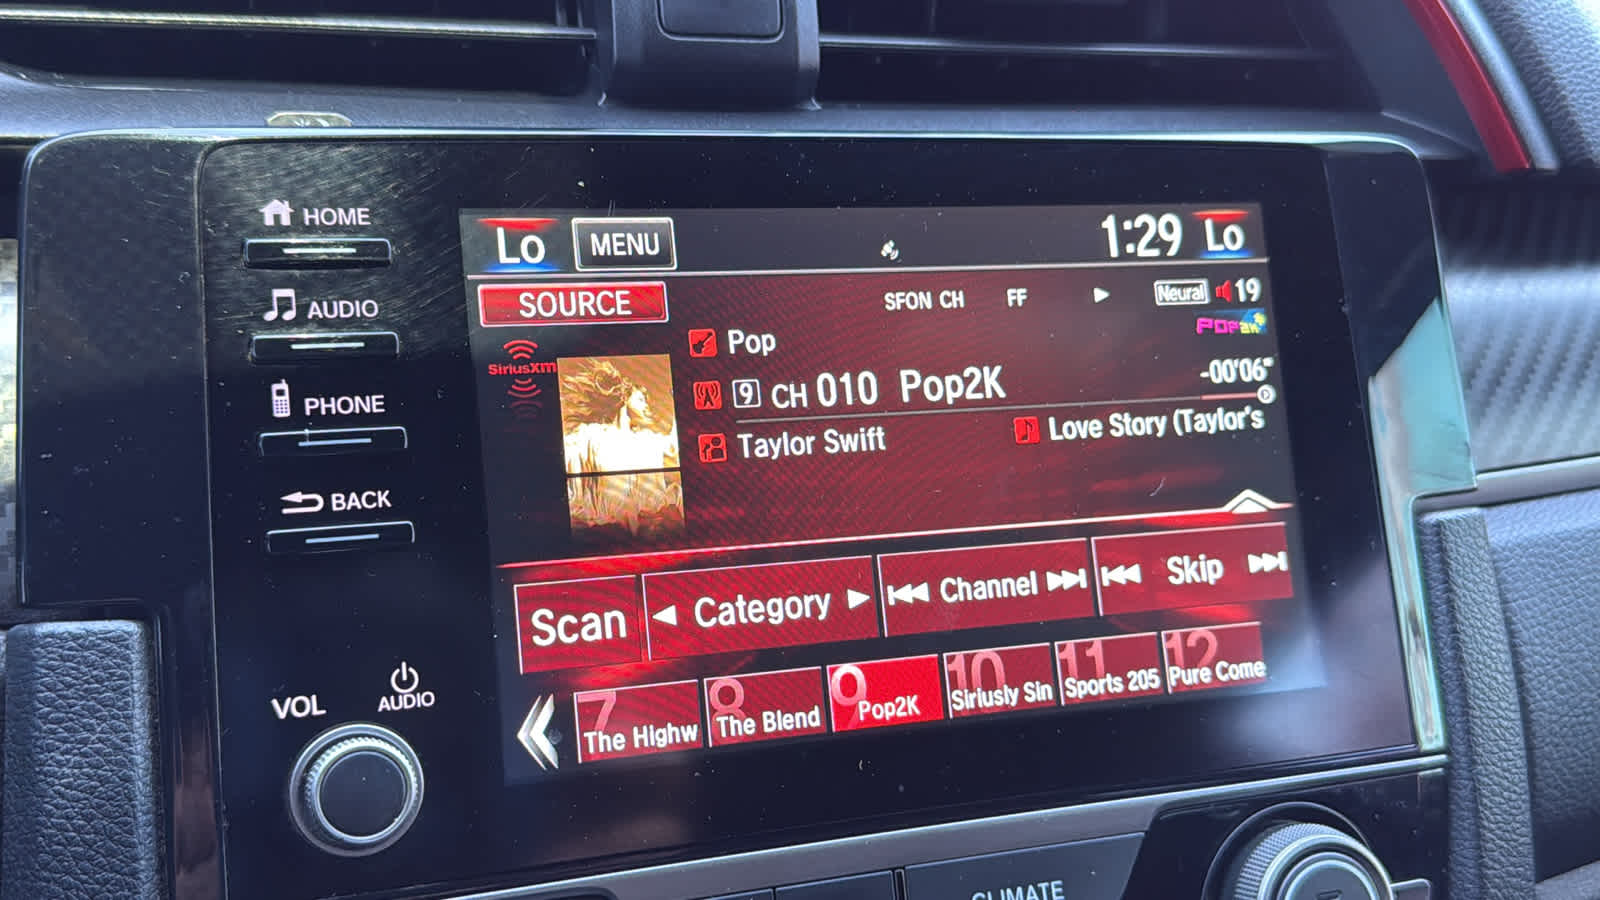 HOME
AUDIO
PHONE
BACK
VOL
AUDIO
Lo
MENU
1:29
Lo
SOURCE
SFON CH
FF
Neural
19
SiriusXM
Pop
POP2K
9
CH 010 Pop2K
-00'06"
Taylor Swift
Love Story (Taylor's
Scan
Category
Channel
Skip
7 The Highw
8 The Blend
9 Pop2K
10 Siriusly Sin
11 Sports 205
12 Pure Come
CLIMATE